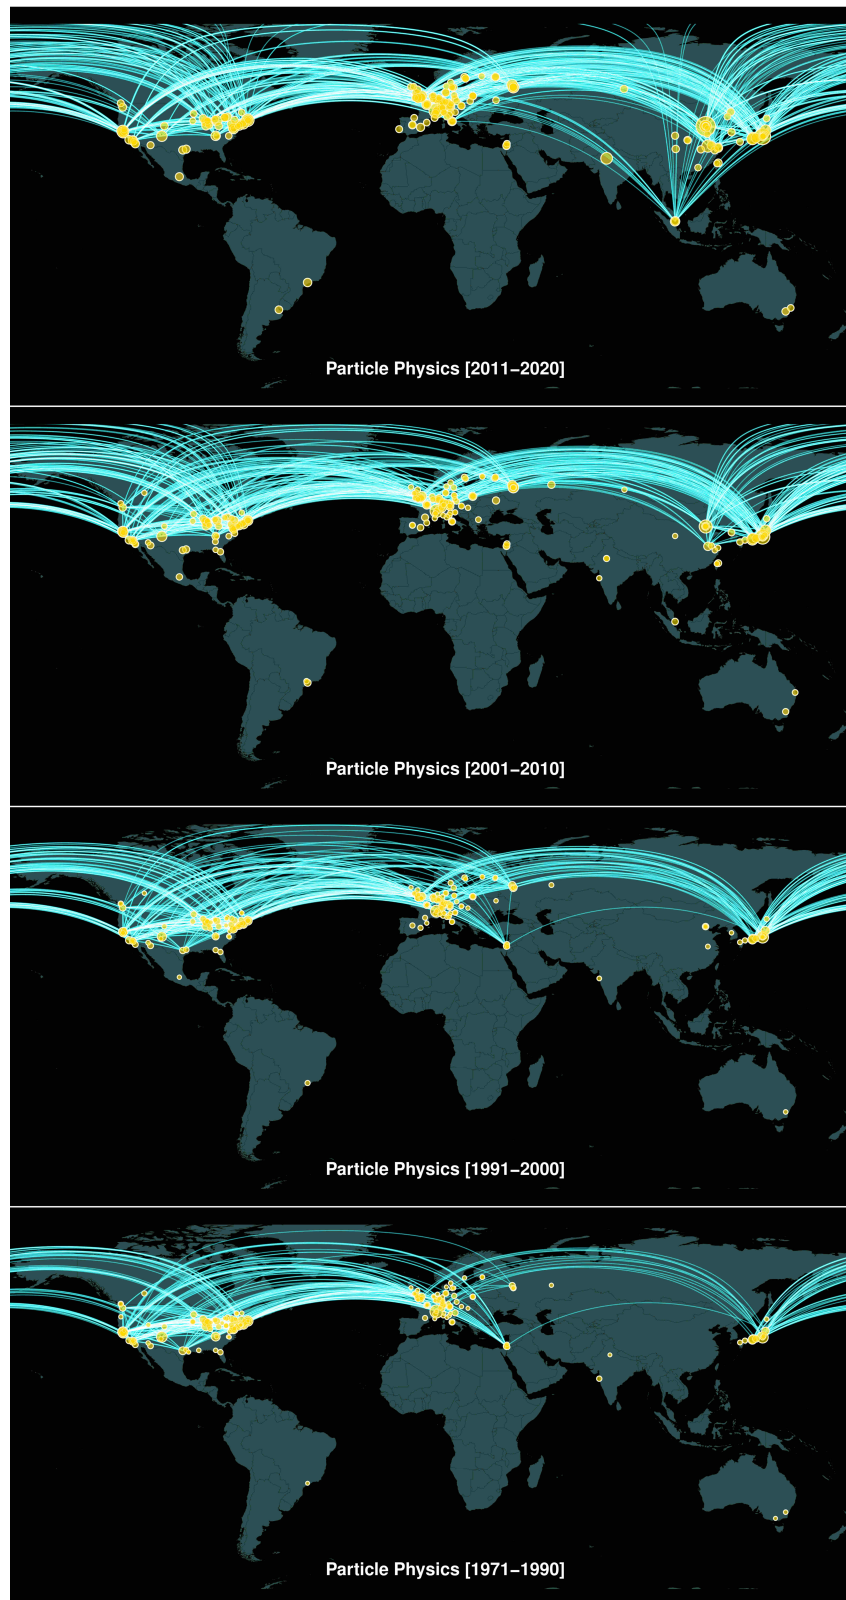 Particle Physics [2011−2020]
Particle Physics [2001−2010]
Particle Physics [1991−2000]
Particle Physics [1971−1990]